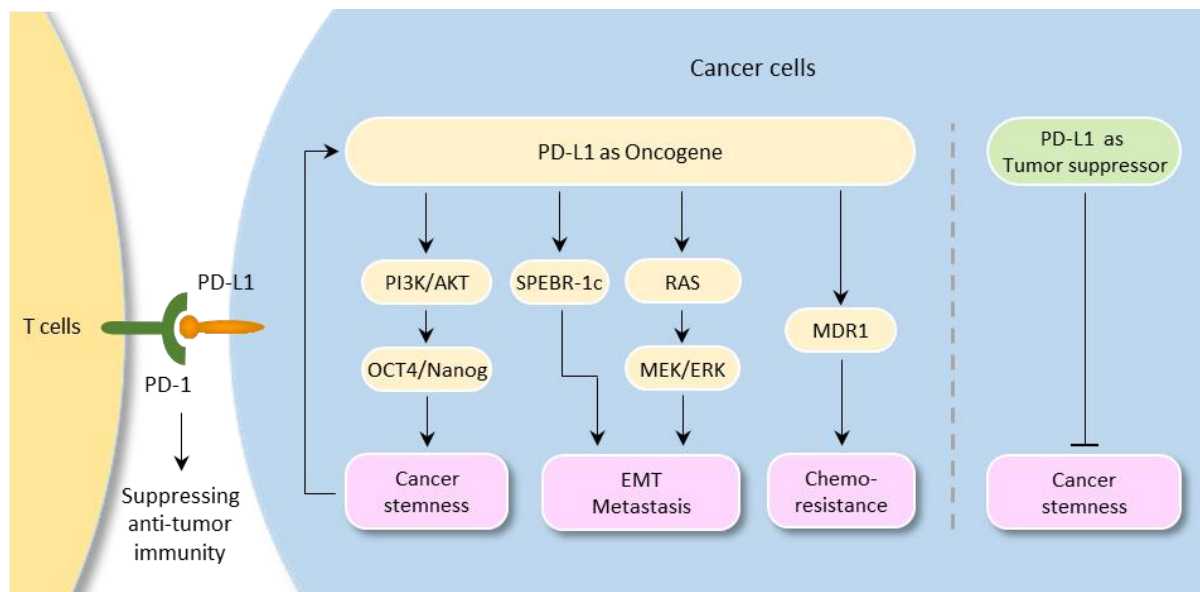 Cancer cells
PD-L1 as Oncogene
PD-L1 as
Tumor suppressor
PI3K/AKT
SPEBR-1c
RAS
PD-L1
T cells
MDR1
OCT4/Nanog
MEK/ERK
PD-1
Cancer
stemness
EMT
Metastasis
Chemo-
resistance
Cancer
stemness
Suppressing
anti-tumor
immunity